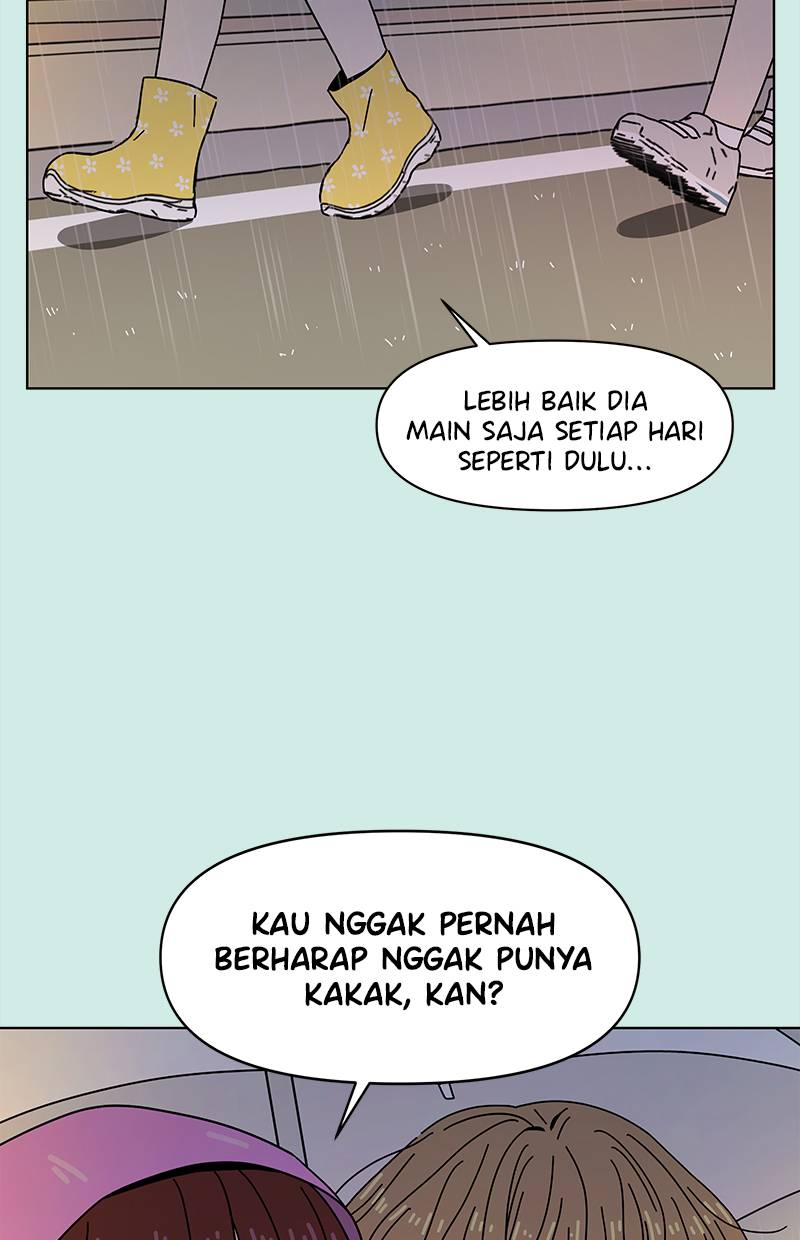 LEBIH BAIK DIA
MAIN SAJA SETIAP HARI
SEPERTI DULU...
KAU NGGAK PERNAH
BERHARAP NGGAK PUNYA
KAKAK, KAN?